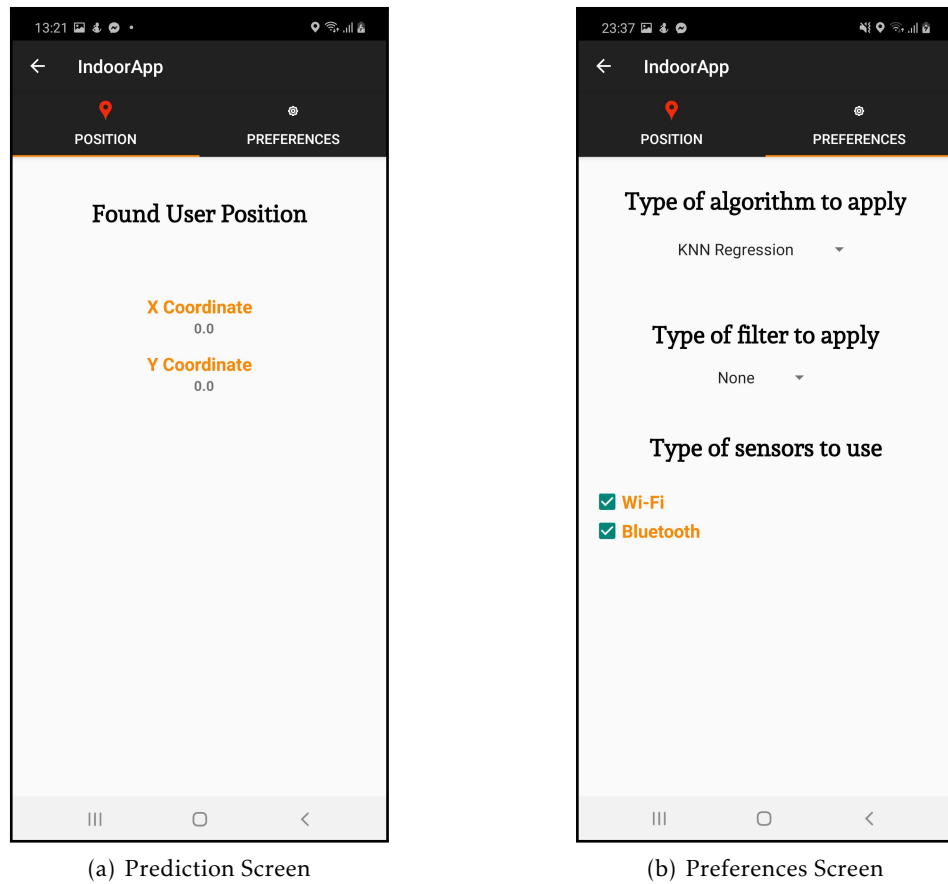 13:21
IndoorApp
POSITION PREFERENCES
Found User Position
X Coordinate
0.0
Y Coordinate
0.0
(a) Prediction Screen
23:37
IndoorApp
POSITION PREFERENCES
Type of algorithm to apply
KNN Regression
Type of filter to apply
None
Type of sensors to use
Wi-Fi
Bluetooth
(b) Preferences Screen